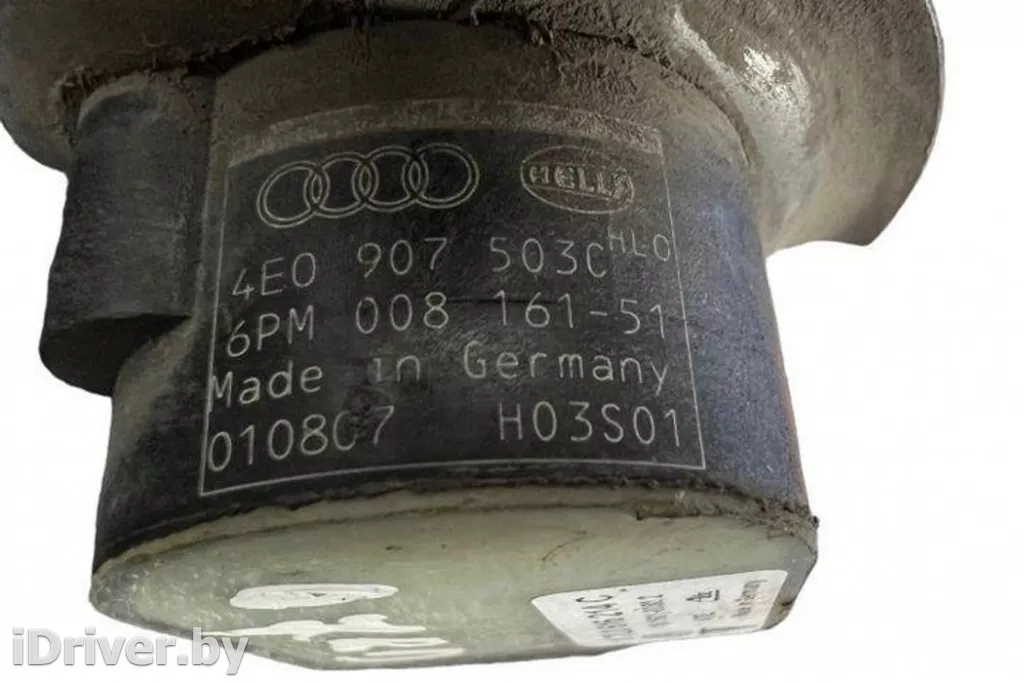 HELLA
4E0 907 503C HLO
6PM 008 161-51
Made in Germany
010807 H03S01
iDriver.by